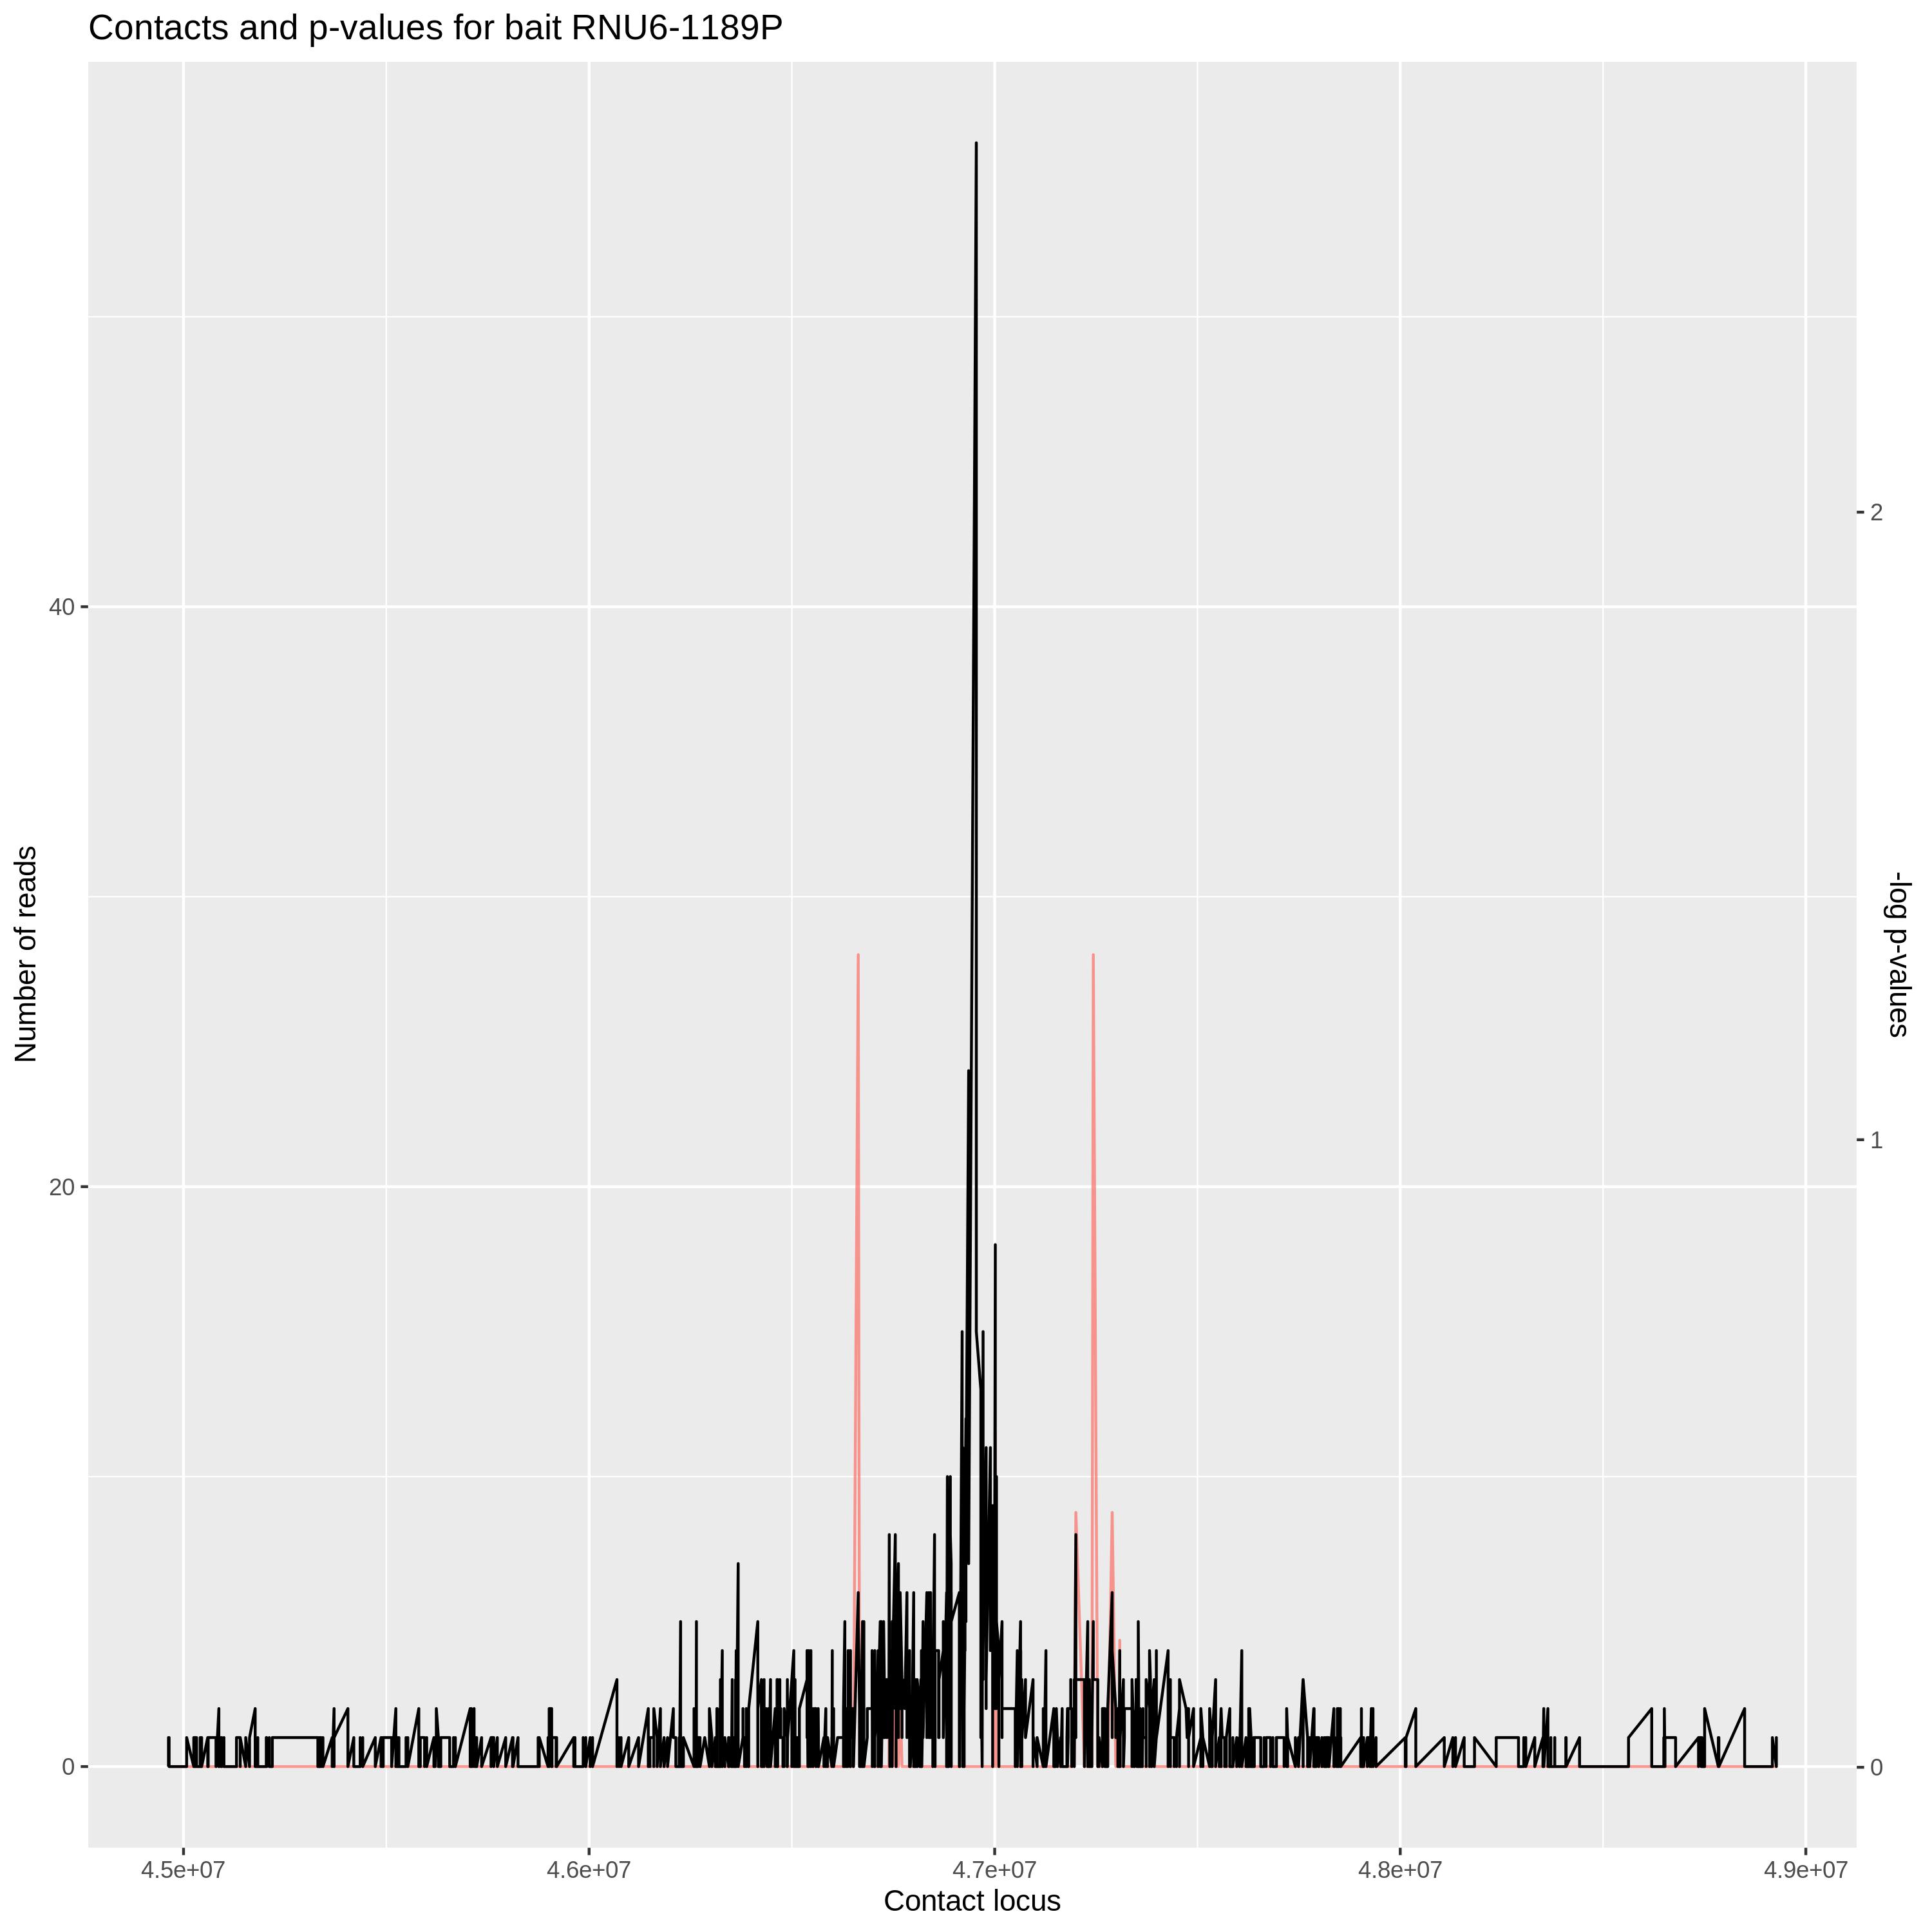 Contacts and p-values for bait RNU6-1189P
Number of reads
40
20
0
2
1
0
-log p-values
4.5e+07 4.6e+07 4.7e+07 4.8e+07 4.9e+07
Contact locus